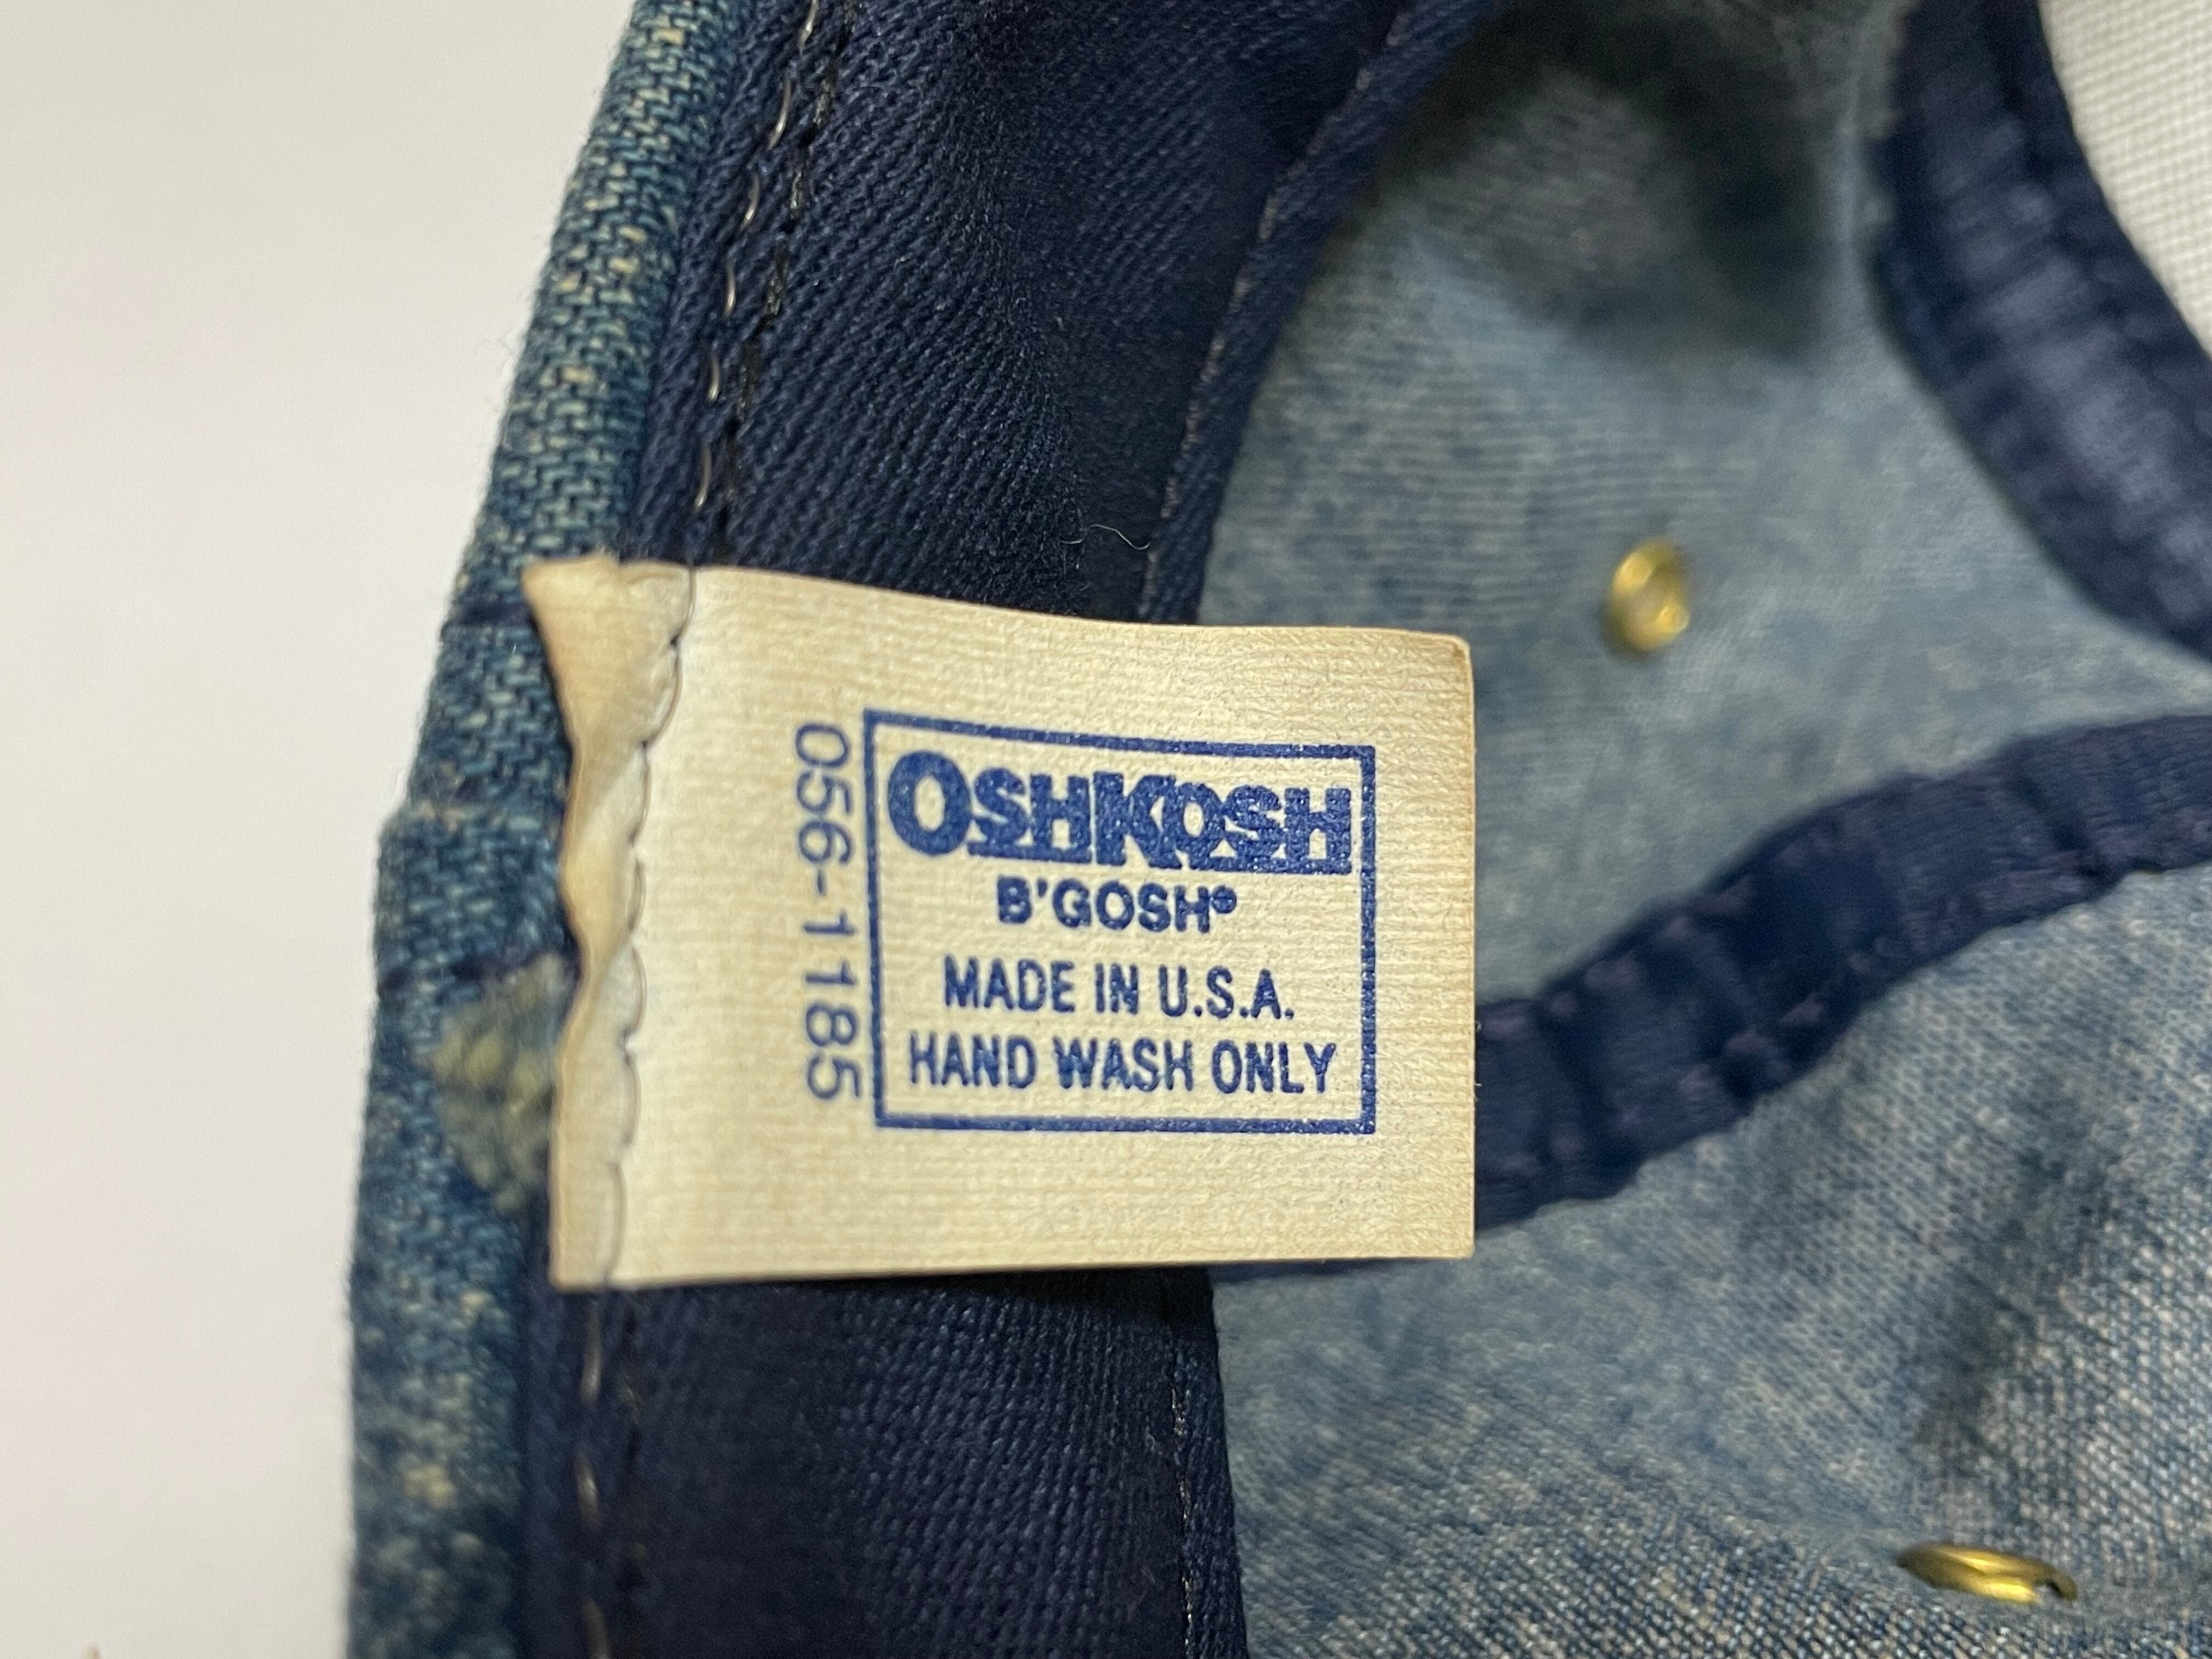 OSHKOSH
B'GOSH®
MADE IN U.S.A.
HAND WASH ONLY
056-1185